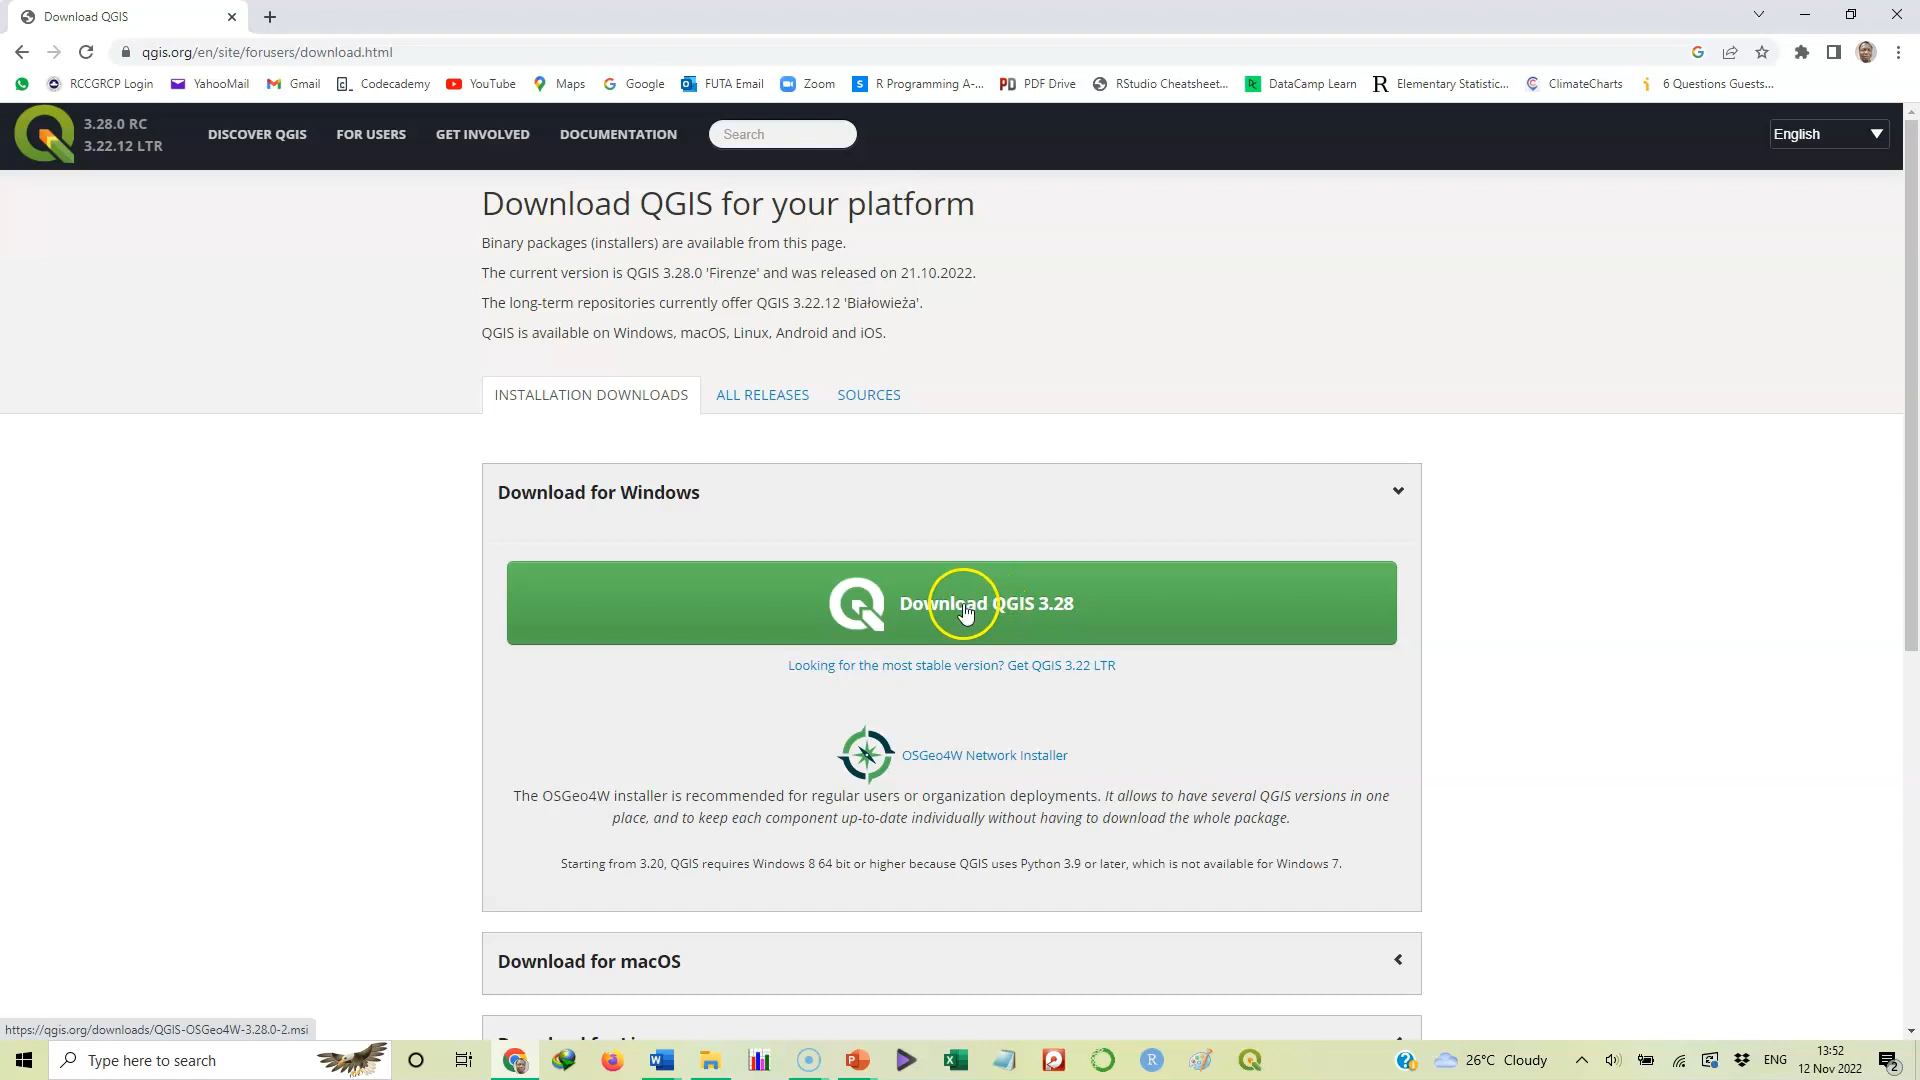 Download QGIS
qgis.org/en/site/forusers/download.html
RCCGRCP Login YahooMail Gmail Codecademy YouTube Maps Google FUTA Email Zoom R Programming A-... PDF Drive RStudio Cheatsheet... DataCamp Learn Elementary Statistic... ClimateCharts 6 Questions Guests...
3.28.0 RC
3.22.12 LTR
DISCOVER QGIS FOR USERS GET INVOLVED DOCUMENTATION Search English
Download QGIS for your platform
Binary packages (installers) are available from this page.
The current version is QGIS 3.28.0 'Firenze' and was released on 21.10.2022.
The long-term repositories currently offer QGIS 3.22.12 'Białowieża'.
QGIS is available on Windows, macOS, Linux, Android and iOS.
INSTALLATION DOWNLOADS ALL RELEASES SOURCES
Download for Windows
Download QGIS 3.28
Looking for the most stable version? Get QGIS 3.22 LTR
OSGeo4W Network Installer
The OSGeo4W installer is recommended for regular users or organization deployments. It allows to have several QGIS versions in one
place, and to keep each component up-to-date individually without having to download the whole package.
Starting from 3.20, QGIS requires Windows 8 64 bit or higher because QGIS uses Python 3.9 or later, which is not available for Windows 7.
Download for macOS
https://qgis.org/downloads/QGIS-OSGeo4W-3.28.0-2.msi
Type here to search
26°C Cloudy
ENG
13:52
12 Nov 2022
2